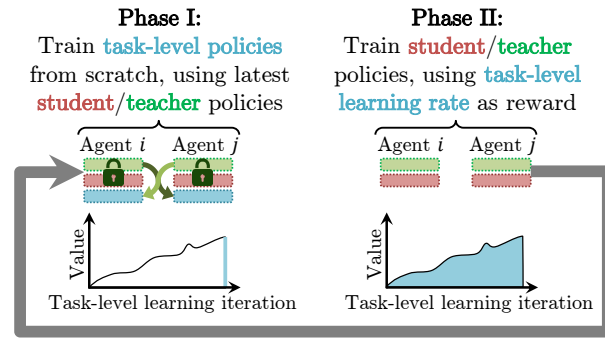 Phase I:
Train task-level policies
from scratch, using latest
student/teacher policies
Agent i
Agent j
Value
Task-level learning iteration
Phase II:
Train student/teacher
policies, using task-level
learning rate as reward
Agent i
Agent j
Value
Task-level learning iteration